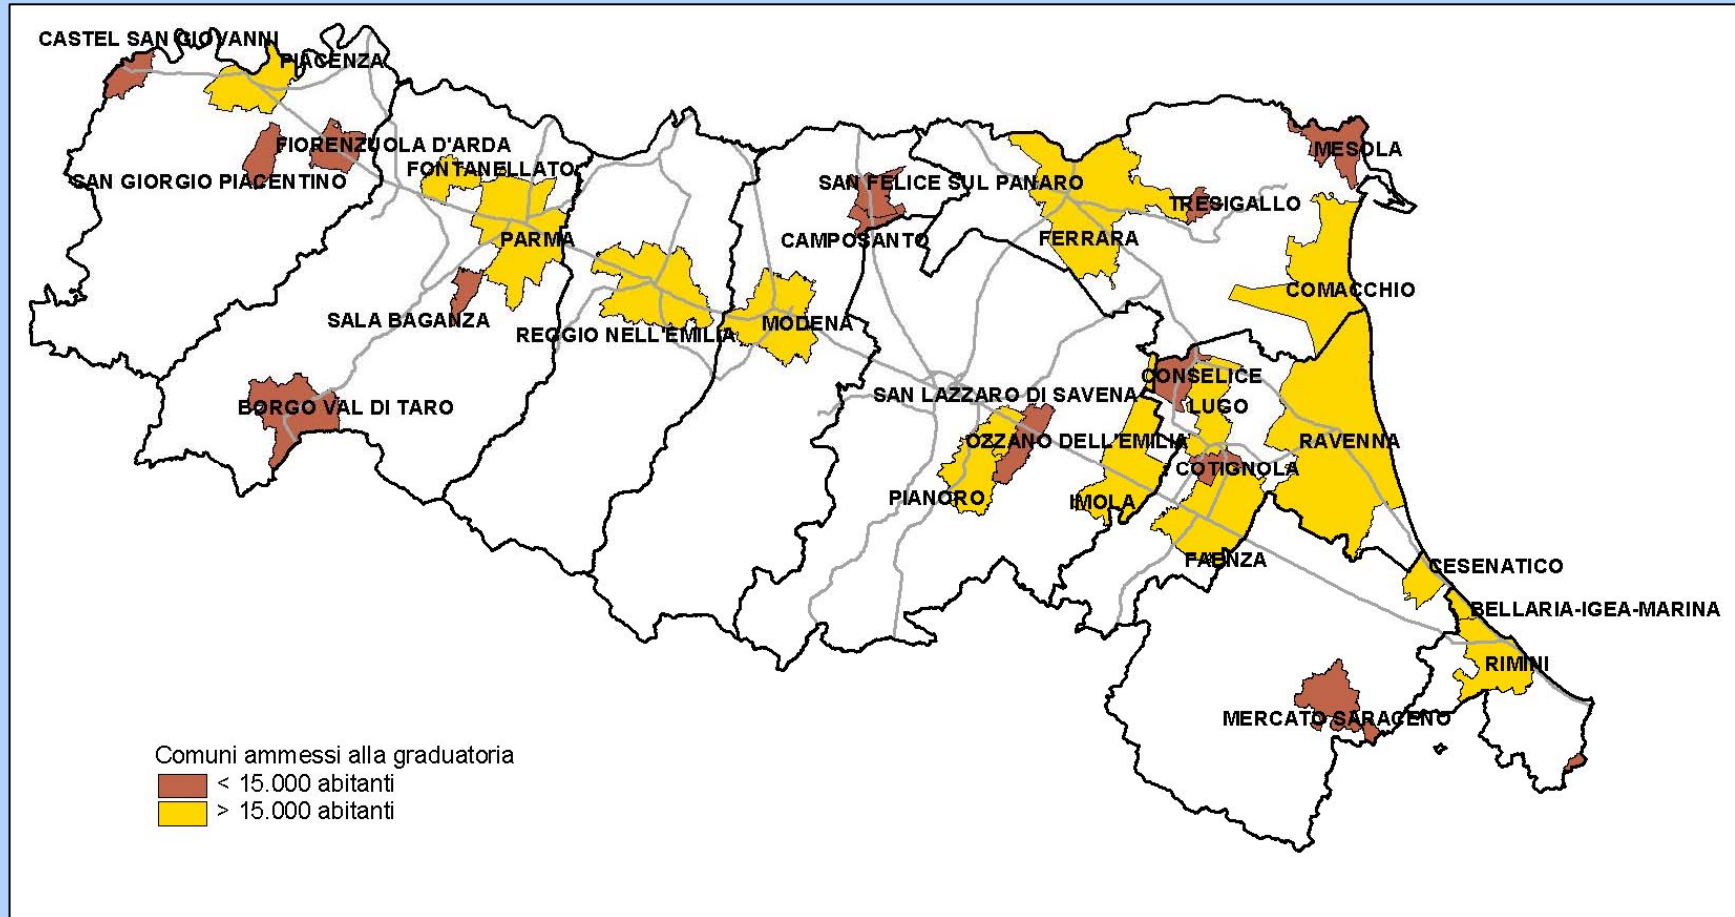 CASTEL SAN GIOVANNI
PIACENZA
FIORENZUOLA D'ARDA
FONTANELLATO
SAN GIORGIO PIACENTINO
MESOLA
SAN FELICE SUL PANARO
TRESIGALLO
PARMA
CAMPOSANTO
FERRARA
COMACCHIO
SALA BAGANZA
REGGIO NELL'EMILIA
MODENA
CONSELICE
SAN LAZZARO DI SAVENA
LUGO
BORGO VAL DI TARO
OZZANO DELL'EMILIA
RAVENNA
COTIGNOLA
PIANORO
IMOLA
FAENZA
CESENATICO
BELLARIA-IGEA-MARINA
RIMINI
MERCATO SARACENO
Comuni ammessi alla graduatoria
< 15.000 abitanti
> 15.000 abitanti